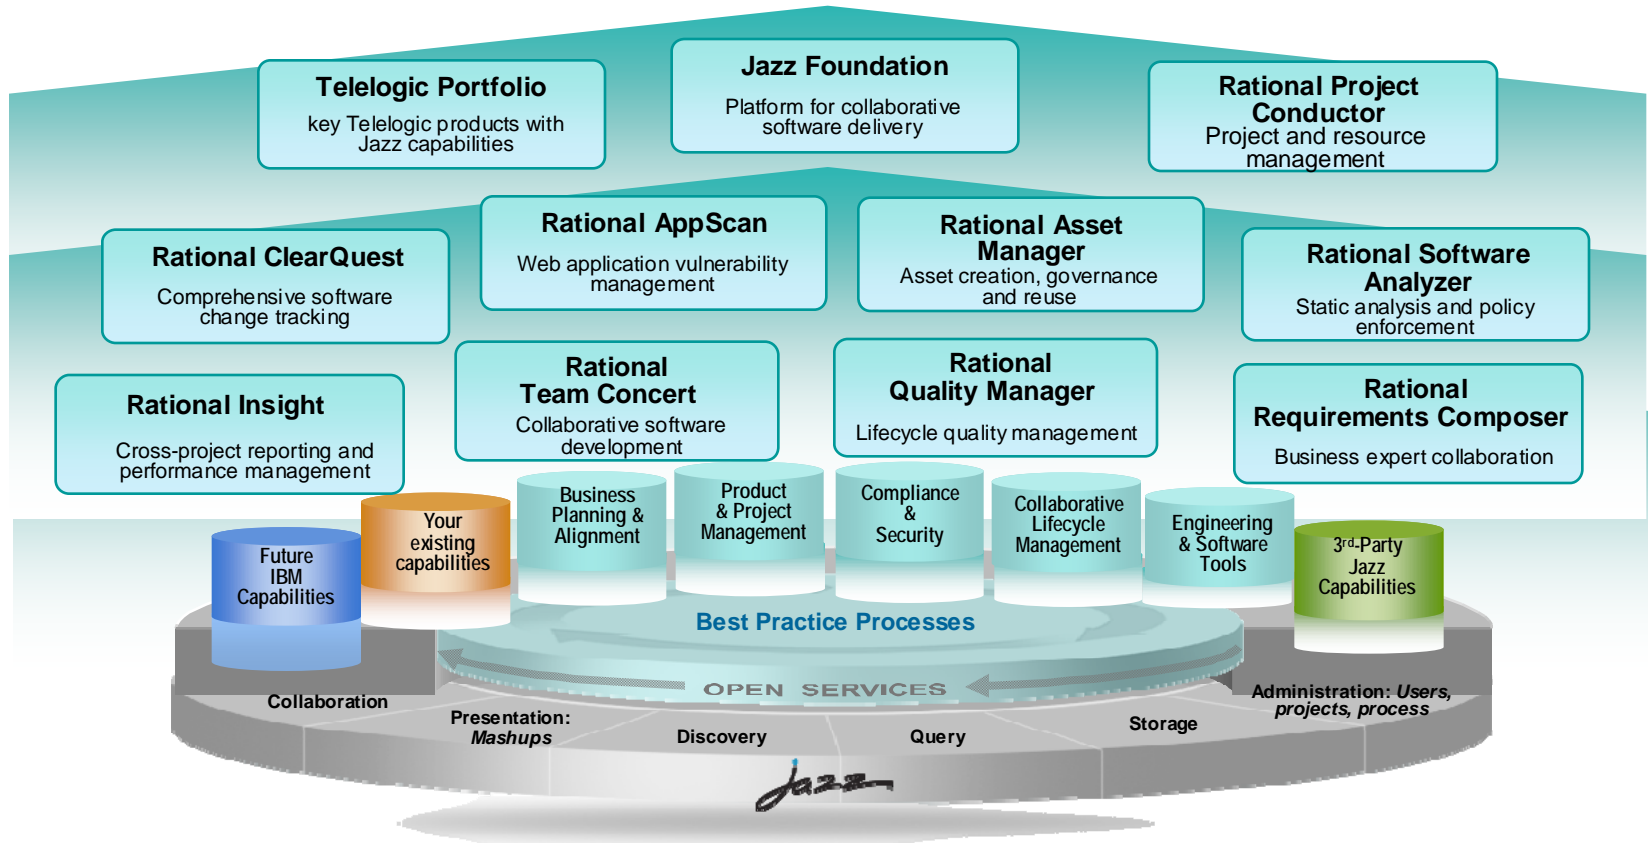 Telelogic Portfolio
key Telelogic products with
Jazz capabilities
Jazz Foundation
Platform for collaborative
software delivery
Rational Project
Conductor
Project and resource
management
Rational ClearQuest
Comprehensive software
change tracking
Rational AppScan
Web application vulnerability
management
Rational Asset
Manager
Asset creation, governance
and reuse
Rational Software
Analyzer
Static analysis and policy
enforcement
Rational Insight
Cross-project reporting and
performance management
Rational
Team Concert
Collaborative software
development
Rational
Quality Manager
Lifecycle quality management
Rational
Requirements Composer
Business expert collaboration
Future
IBM
Capabilities
Your
existing
capabilities
Business
Planning &
Alignment
Product
& Project
Management
Compliance
&
Security
Collaborative
Lifecycle
Management
Engineering
& Software
Tools
3rd-Party
Jazz
Capabilities
Best Practice Processes
OPEN SERVICES
Collaboration
Presentation:
Mashups
Discovery
Query
Storage
Administration: Users,
projects, process
jazz